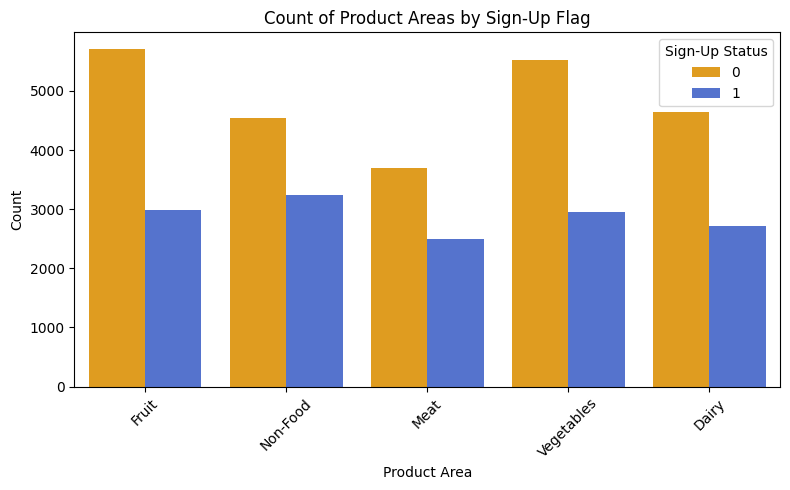 Count of Product Areas by Sign-Up Flag
Sign-Up Status
0
1
Count
5000
4000
3000
2000
1000
0
Fruit
Non-Food
Meat
Vegetables
Dairy
Product Area